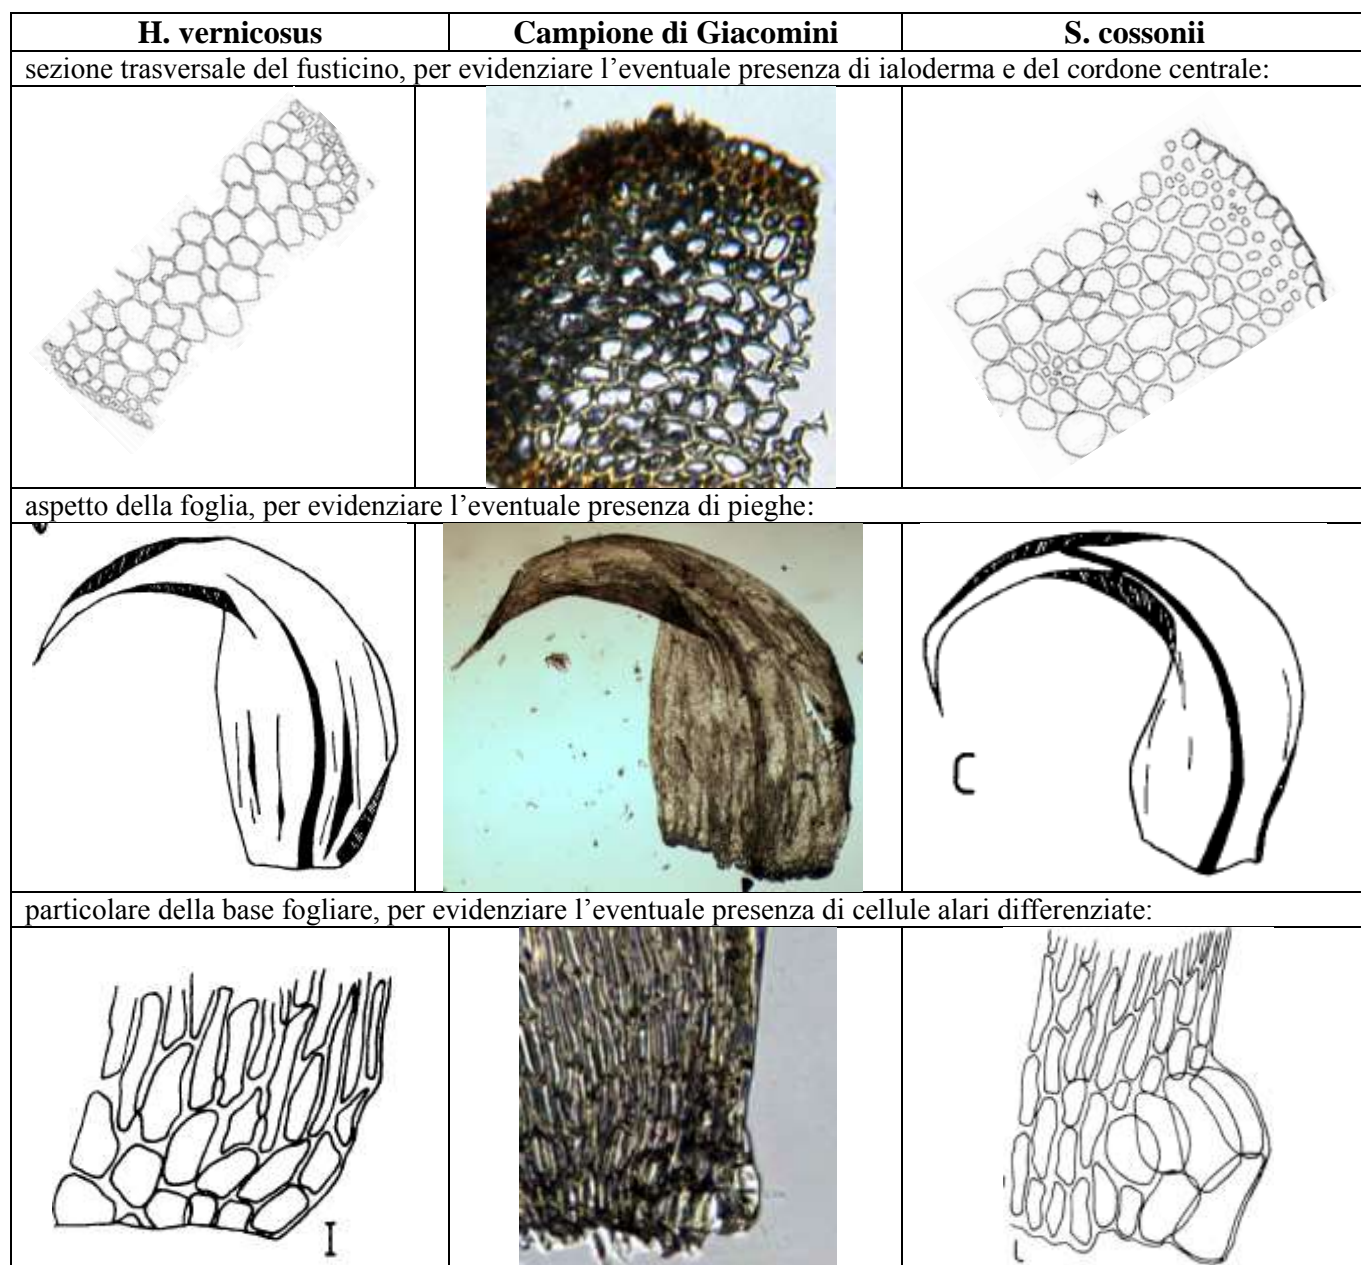 H. vernicosus
Campione di Giacomini
S. cossonii
sezione trasversale del fusticino, per evidenziare l’eventuale presenza di ialoderma e del cordone centrale:
aspetto della foglia, per evidenziare l’eventuale presenza di pieghe:
C
particolare della base fogliare, per evidenziare l’eventuale presenza di cellule alari differenziate:
I
L